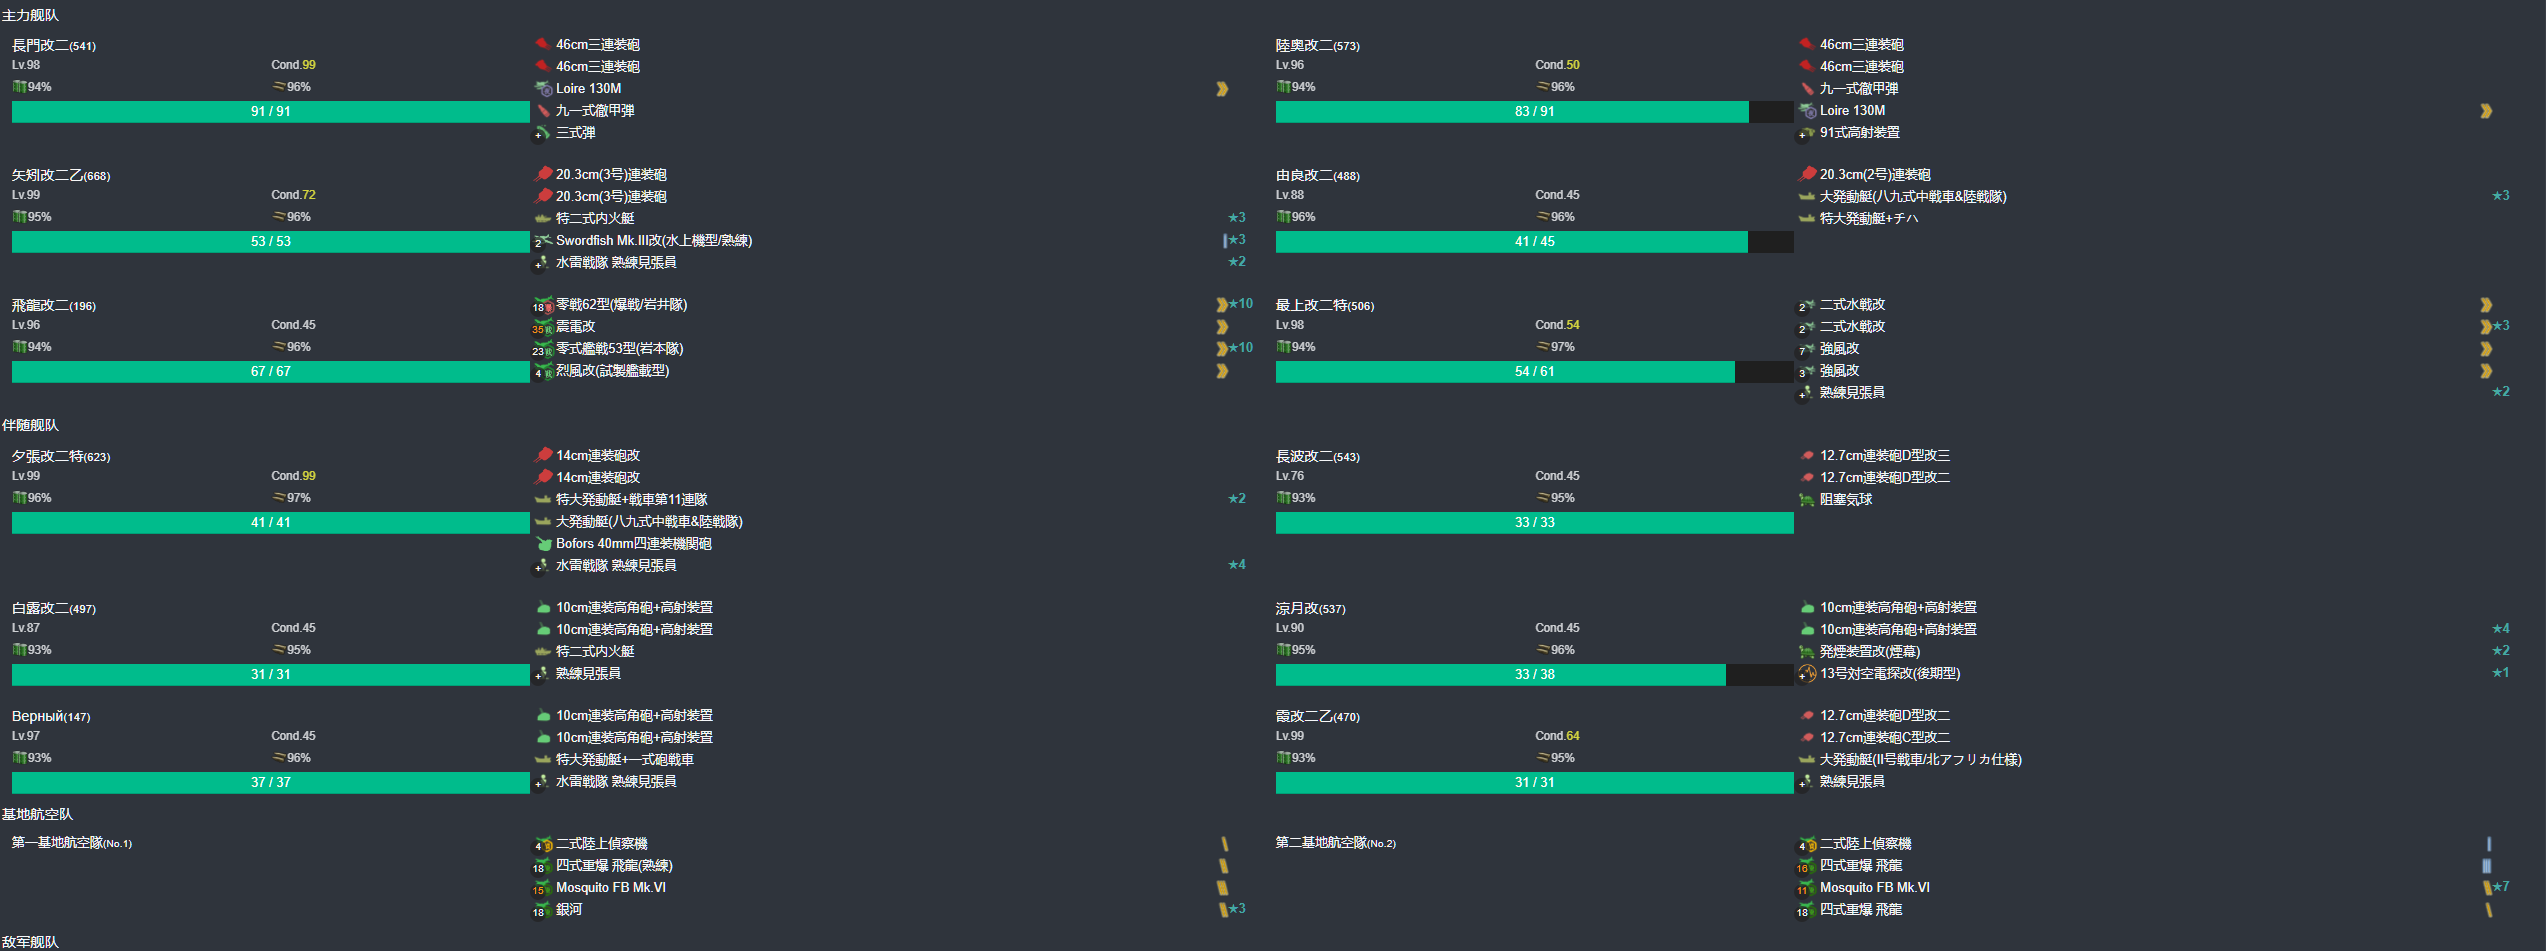 主力舰队
長門改二(541)
Lv.98 Cond.99
94% 96%
91 / 91
46cm三連装砲
46cm三連装砲
Loire 130M
九一式徹甲弾
+ 三式弾
陸奥改二(573)
Lv.96 Cond.50
94% 96%
83 / 91
46cm三連装砲
46cm三連装砲
九一式徹甲弾
Loire 130M
+ 91式高射装置
矢矧改二乙(668)
Lv.99 Cond.72
95% 96%
53 / 53
20.3cm(3号)連装砲
20.3cm(3号)連装砲
特二式内火艇 ★3
2 Swordfish Mk.III改(水上機型/熟練) ★3
+ 水雷戦隊 熟練見張員 ★2
由良改二(488)
Lv.88 Cond.45
96% 96%
41 / 45
20.3cm(2号)連装砲
大発動艇(八九式中戦車&陸戦隊) ★3
特大発動艇+チハ
飛龍改二(196)
Lv.96 Cond.45
94% 96%
67 / 67
18 零戦62型(爆戦/岩井隊) ★10
35 震電改
23 零式艦戦53型(岩本隊) ★10
4 烈風改(試製艦載型)
最上改二特(506)
Lv.98 Cond.54
94% 97%
54 / 61
2 二式水戦改
2 二式水戦改 ★3
7 強風改
3 強風改
+ 熟練見張員 ★2
伴随舰队
夕張改二特(623)
Lv.99 Cond.99
96% 97%
41 / 41
14cm連装砲改
14cm連装砲改
特大発動艇+戦車第11連隊 ★2
大発動艇(八九式中戦車&陸戦隊)
Bofors 40mm四連装機関砲
+ 水雷戦隊 熟練見張員 ★4
長波改二(543)
Lv.76 Cond.45
93% 95%
33 / 33
12.7cm連装砲D型改三
12.7cm連装砲D型改二
阻塞気球
白露改二(497)
Lv.87 Cond.45
93% 95%
31 / 31
10cm連装高角砲+高射装置
10cm連装高角砲+高射装置
特二式内火艇
+ 熟練見張員
涼月改(537)
Lv.90 Cond.45
95% 96%
33 / 38
10cm連装高角砲+高射装置
10cm連装高角砲+高射装置 ★4
発煙装置改(煙幕) ★2
+ 13号対空電探改(後期型) ★1
Верный(147)
Lv.97 Cond.45
93% 96%
37 / 37
10cm連装高角砲+高射装置
10cm連装高角砲+高射装置
特大発動艇+一式砲戦車
+ 水雷戦隊 熟練見張員
霞改二乙(470)
Lv.99 Cond.64
93% 95%
31 / 31
12.7cm連装砲D型改二
12.7cm連装砲C型改二
大発動艇(II号戦車/北アフリカ仕様)
+ 熟練見張員
基地航空队
第一基地航空隊(No.1)
4 二式陸上偵察機
18 四式重爆 飛龍(熟練)
15 Mosquito FB Mk.VI
18 銀河 ★3
第二基地航空隊(No.2)
4 二式陸上偵察機
16 四式重爆 飛龍
11 Mosquito FB Mk.VI ★7
18 四式重爆 飛龍
敌军舰队